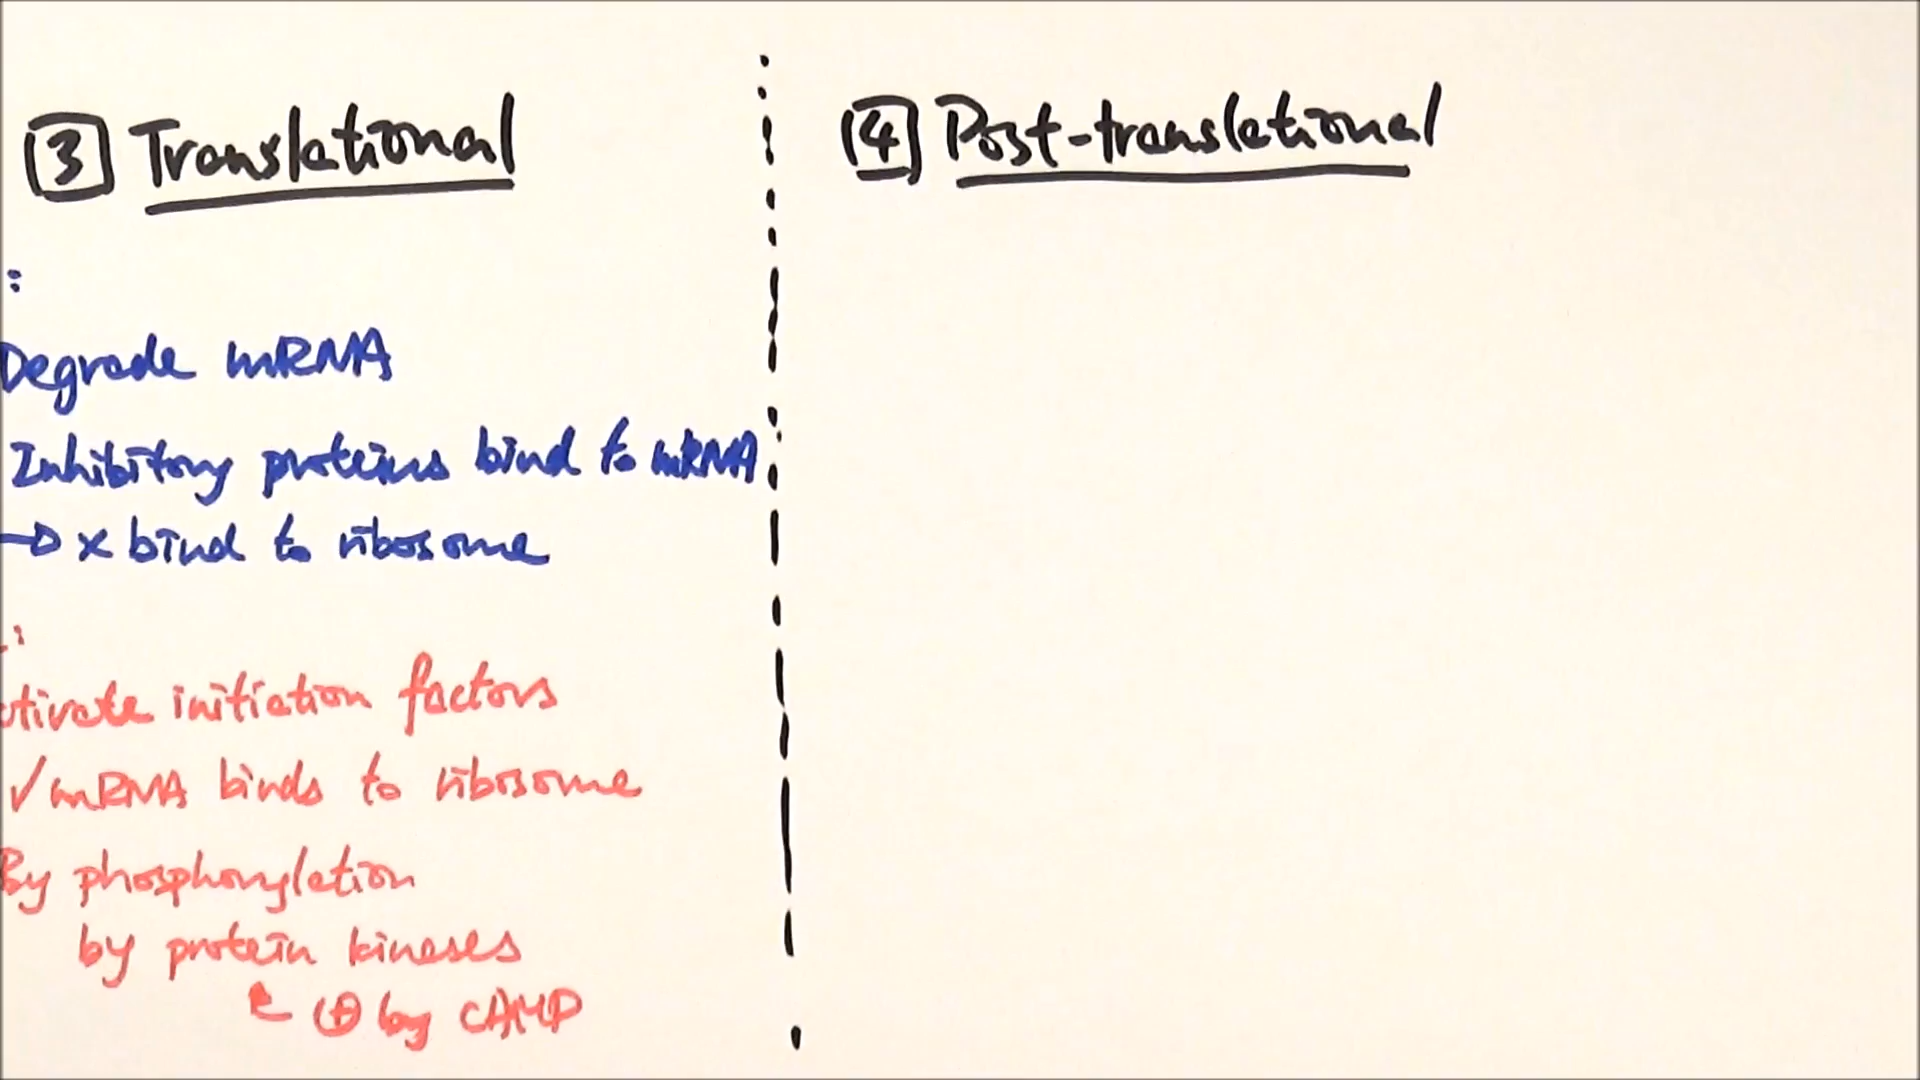 3 Translational
:
Degrade mRNA
Inhibitory proteins bind to mRNA
→ x bind to ribosome
:
initiation factors
✓ mRNA binds to ribosome
By phosphorylation
by protein kinases
⊕ by cAMP
4 Post-translational